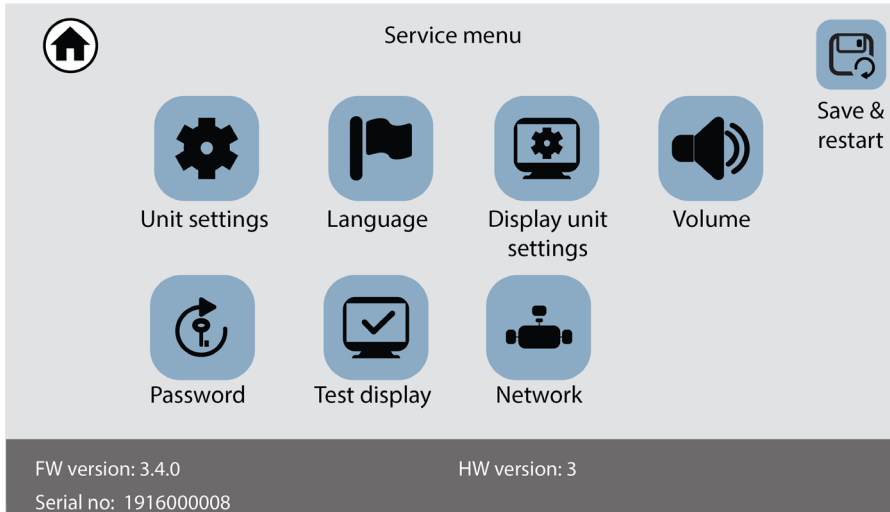 Service menu
Save &
restart
Unit settings
Language
Display unit
settings
Volume
Password
Test display
Network
FW version: 3.4.0
HW version: 3
Serial no: 1916000008